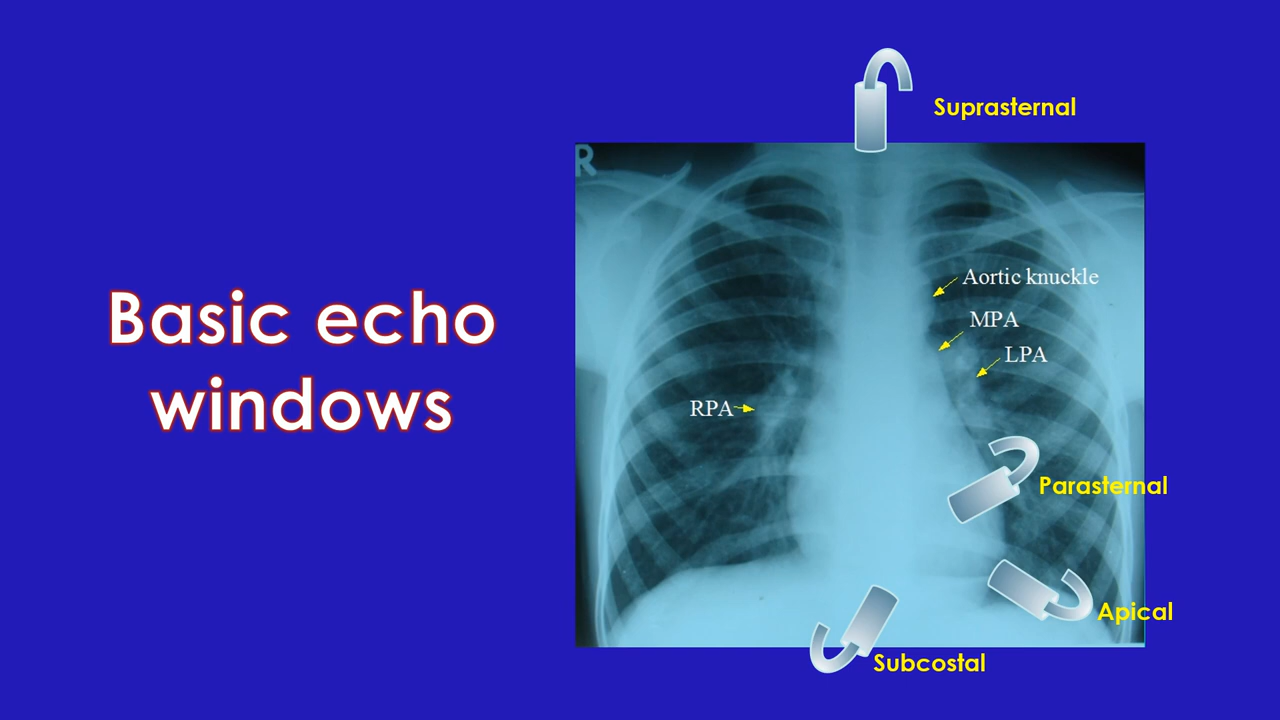 Basic echo
windows
Suprasternal
R
Aortic knuckle
MPA
LPA
RPA
Parasternal
Apical
Subcostal